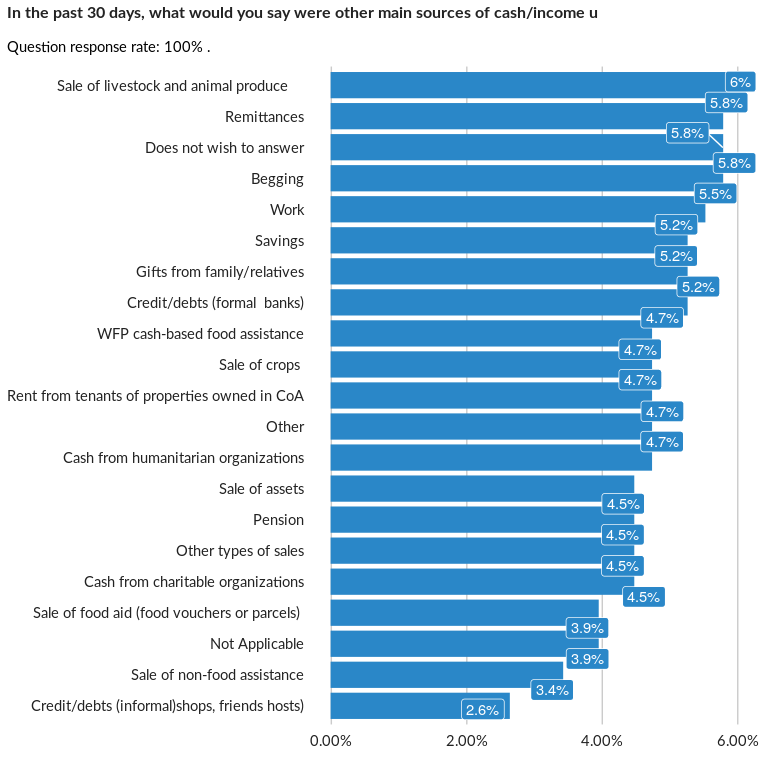 In the past 30 days, what would you say were other main sources of cash/income u
Question response rate: 100% .
Sale of livestock and animal produce 6%
Remittances 5.8%
Does not wish to answer 5.8%
Begging 5.8%
Work 5.5%
Savings 5.2%
Gifts from family/relatives 5.2%
Credit/debts (formal  banks) 5.2%
WFP cash-based food assistance 4.7%
Sale of crops 4.7%
Rent from tenants of properties owned in CoA 4.7%
Other 4.7%
Cash from humanitarian organizations 4.7%
Sale of assets 4.5%
Pension 4.5%
Other types of sales 4.5%
Cash from charitable organizations 4.5%
Sale of food aid (food vouchers or parcels) 3.9%
Not Applicable 3.9%
Sale of non-food assistance 3.4%
Credit/debts (informal)shops, friends hosts) 2.6%
0.00% 2.00% 4.00% 6.00%